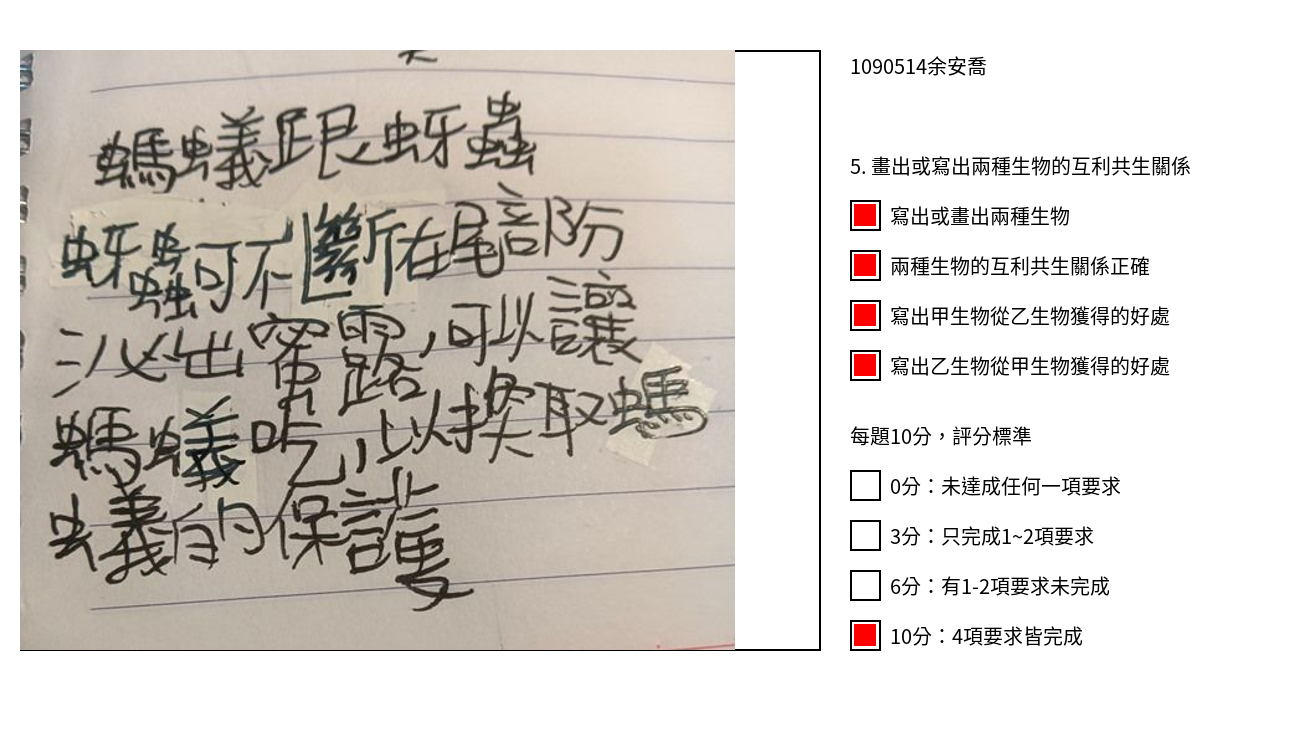 螞蟻跟蚜蟲
蚜蟲可不斷在尾部份
泌出蜜露,可以讓
螞蟻吃,以換取螞
蟻的保護
1090514余安喬
5. 畫出或寫出兩種生物的互利共生關係
寫出或畫出兩種生物
兩種生物的互利共生關係正確
寫出甲生物從乙生物獲得的好處
寫出乙生物從甲生物獲得的好處
每題10分，評分標準
0分：未達成任何一項要求
3分：只完成1~2項要求
6分：有1-2項要求未完成
10分：4項要求皆完成